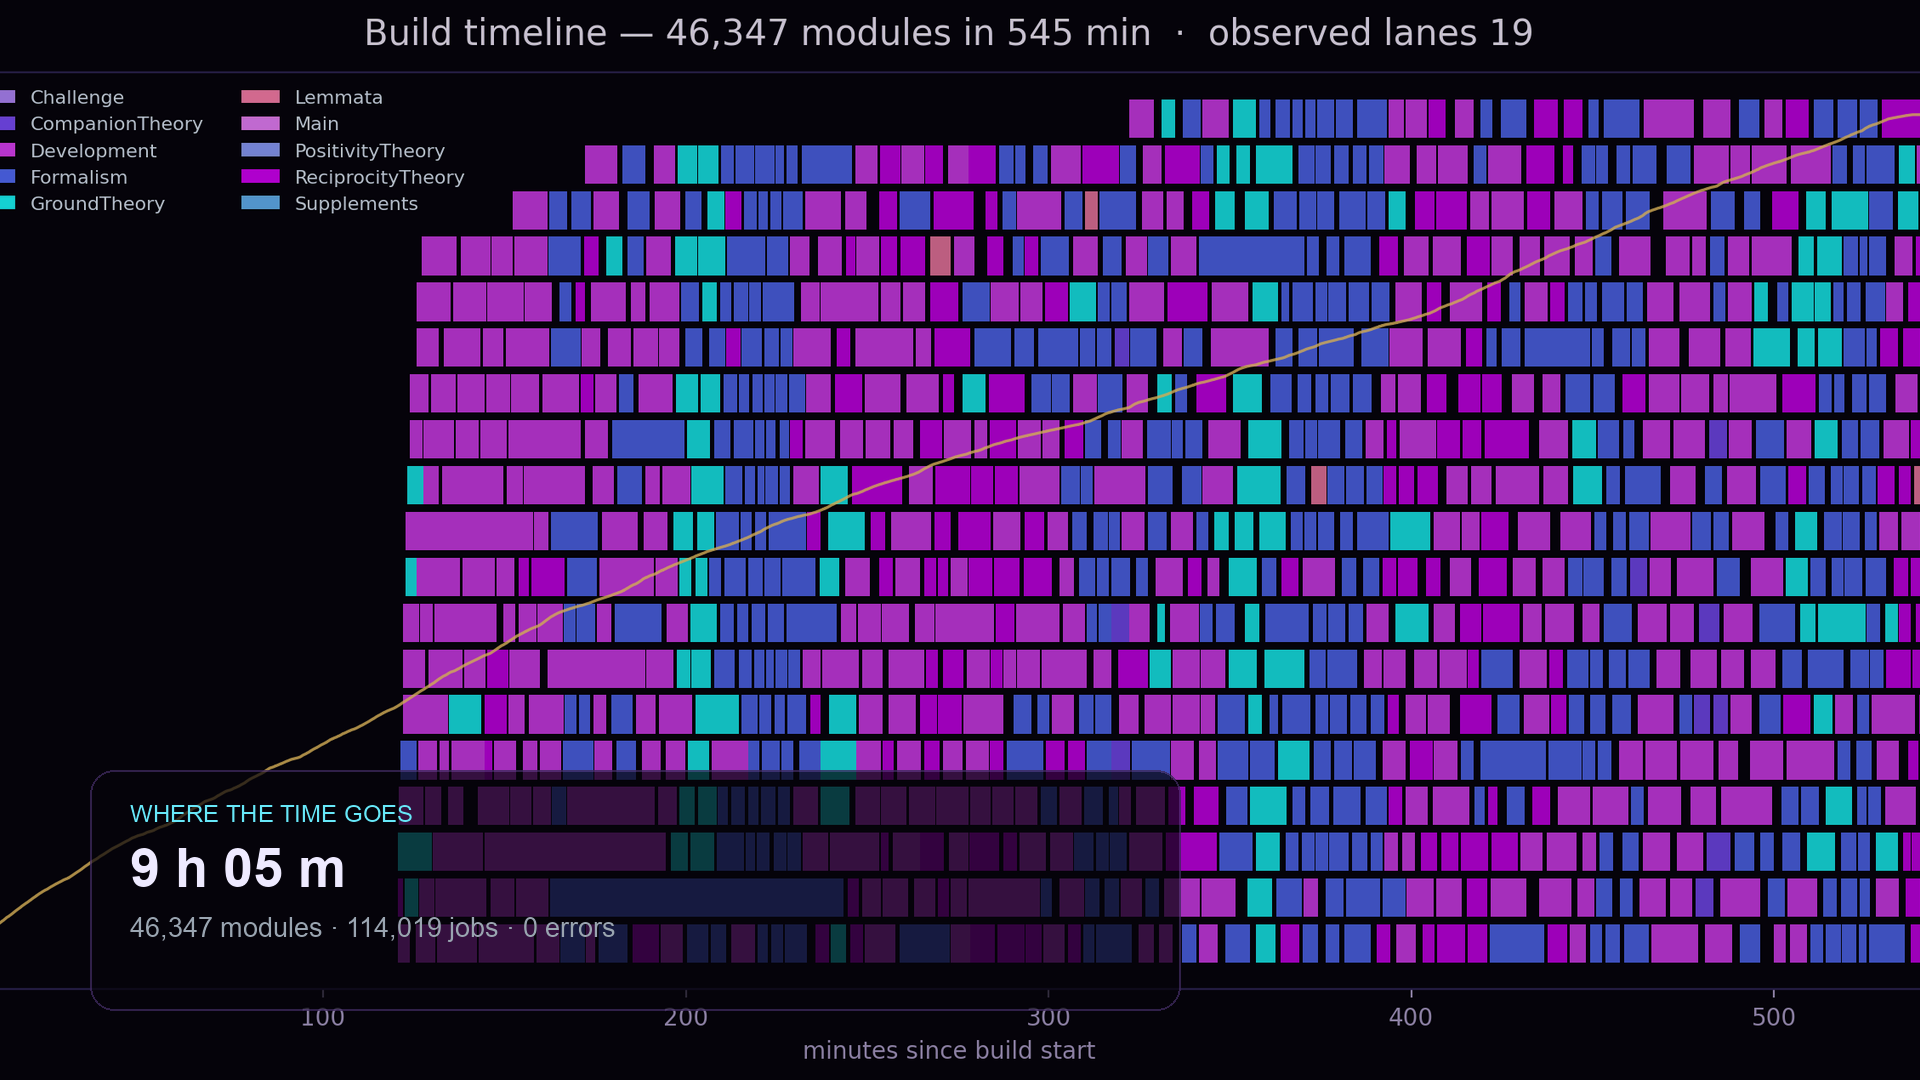 Build timeline — 46,347 modules in 545 min · observed lanes 19
Challenge
CompanionTheory
Development
Formalism
GroundTheory
Lemmata
Main
PositivityTheory
ReciprocityTheory
Supplements
WHERE THE TIME GOES
9 h 05 m
46,347 modules · 114,019 jobs · 0 errors
100 200 300 400 500
minutes since build start